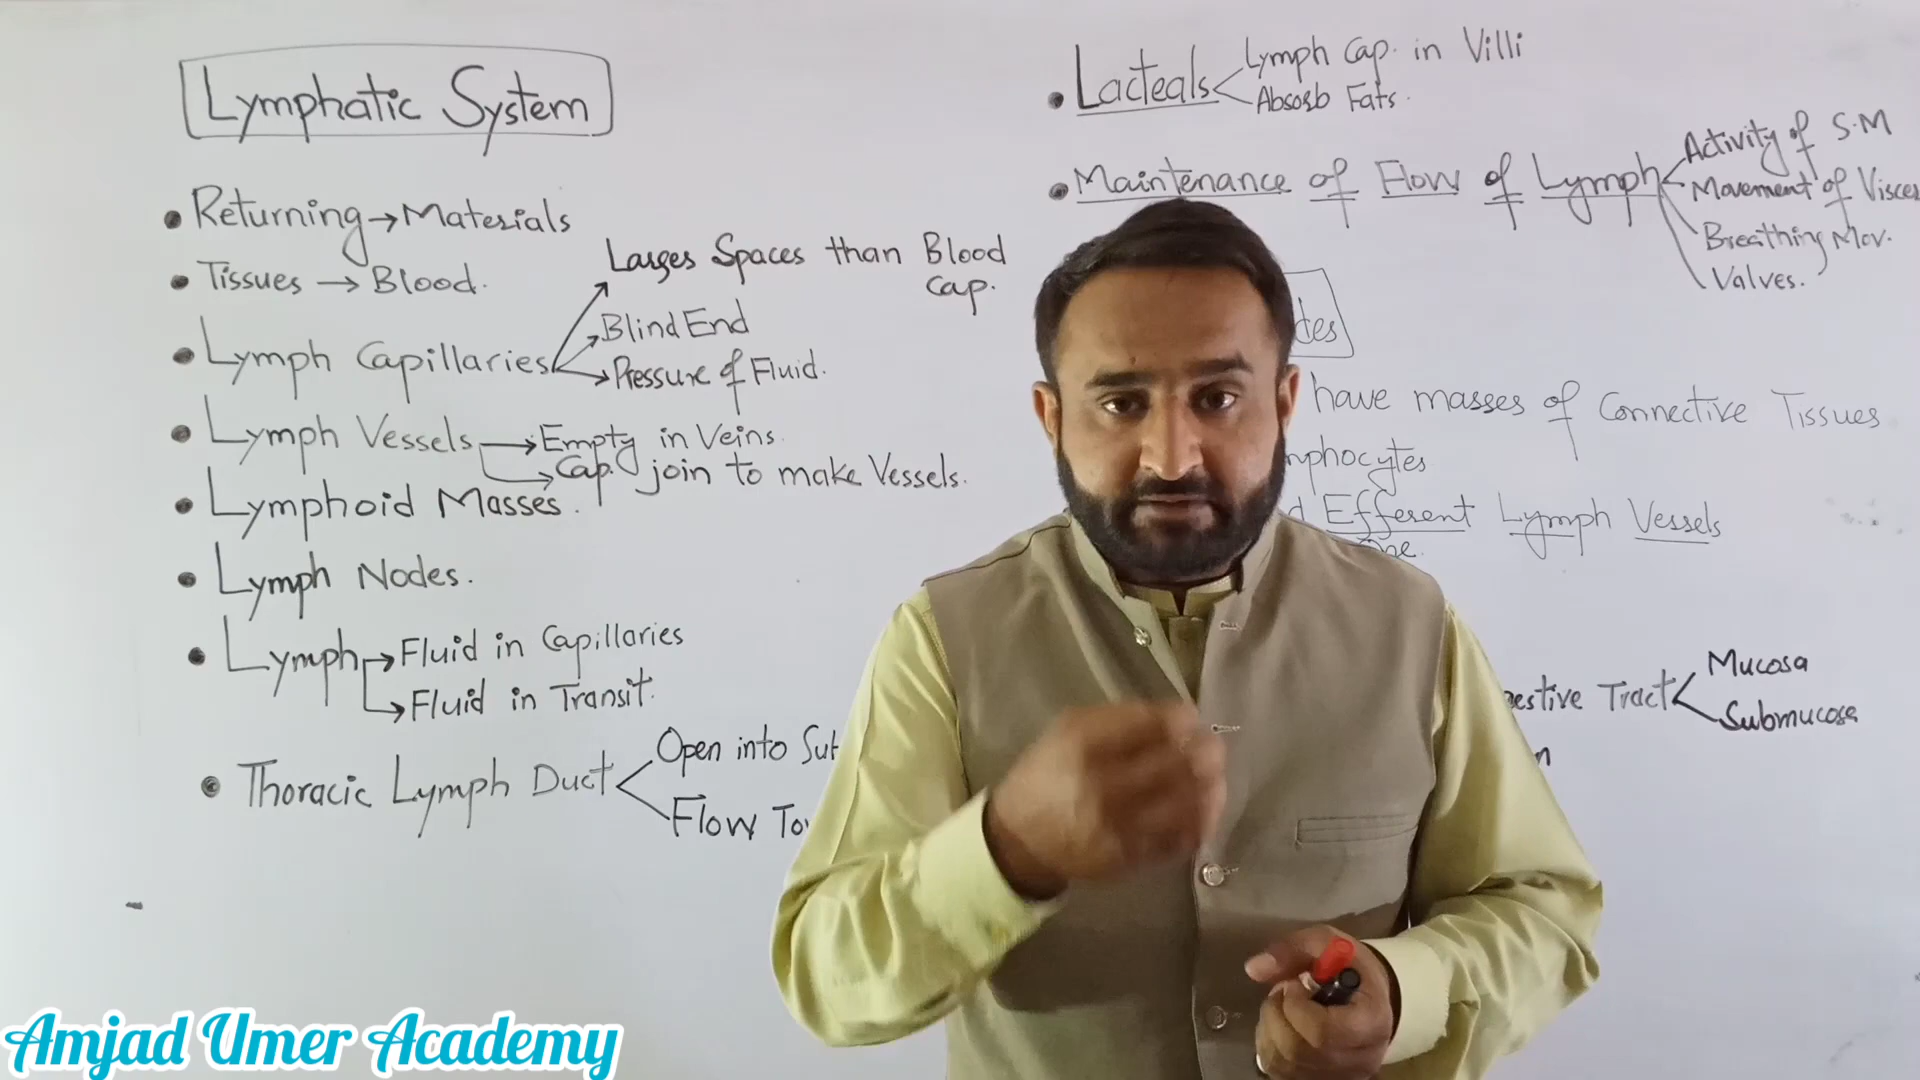 Lymphatic System
• Returning → Materials
• Tissues → Blood.
Larges Spaces than Blood
Cap.
• Lymph Capillaries
Blind End
Pressure of Fluid.
• Lymph Vessels → Empty in Veins.
Cap. join to make Vessels.
• Lymphoid Masses.
• Lymph Nodes.
• Lymph → Fluid in Capillaries
Fluid in Transit.
• Thoracic Lymph Duct
Open into
Flow
• Lacteals
Lymph Cap. in Villi
Absorb Fats.
• Maintenance of Flow of Lymph
Activity of S.M
Movement of
Breathing Mov.
Valves.
have masses of Connective Tissues
Efferent Lymph Vessels
Tract
Mucosa
Submucosa
Amjad Umer Academy